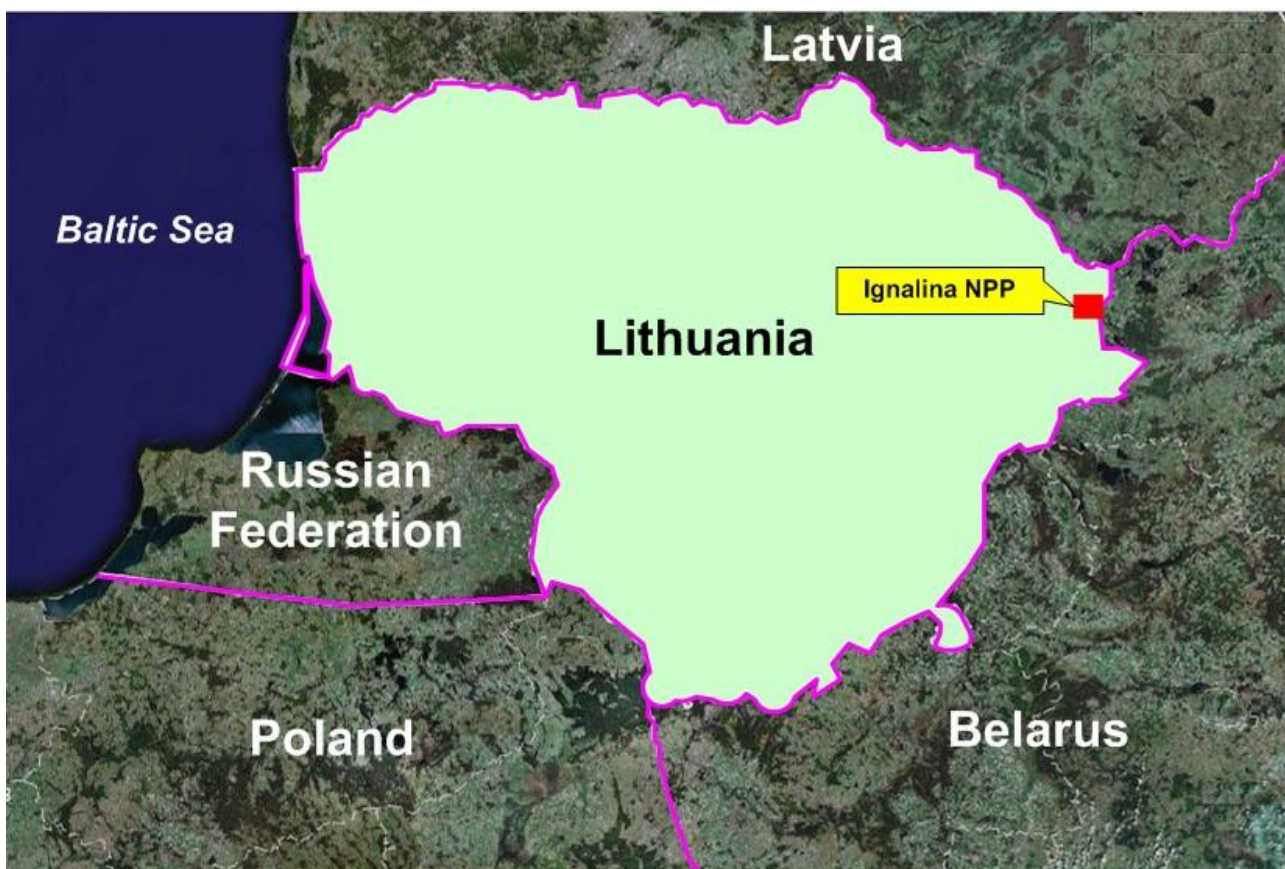 Latvia
Baltic Sea
Ignalina NPP
Lithuania
Russian
Federation
Poland
Belarus